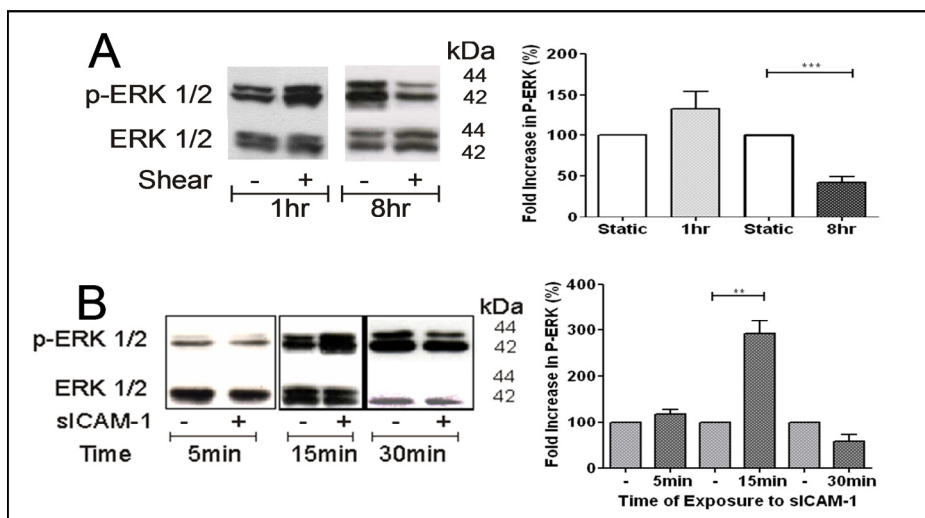 A
kDa
p-ERK 1/2
44
42
ERK 1/2
44
42
Shear - + - +
1hr 8hr
Fold Increase in P-ERK (%)
200
150
100
50
0
***
Static 1hr Static 8hr
B
kDa
p-ERK 1/2
44
42
ERK 1/2
44
42
sICAM-1 - + - + - +
Time 5min 15min 30min
Fold Increase In P-ERK (%)
400
300
200
100
0
**
- 5min - 15min - 30min
Time of Exposure to sICAM-1